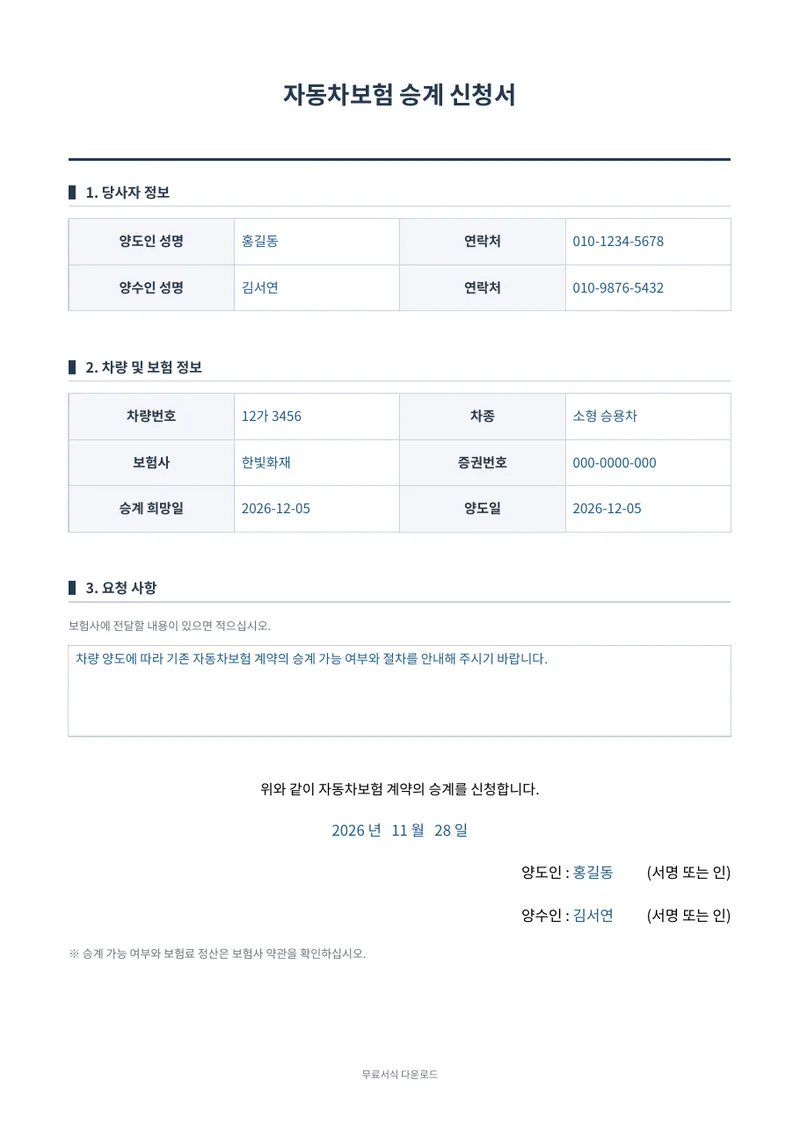 자동차보험 승계 신청서
1. 당사자 정보
양도인 성명 홍길동 연락처 010-1234-5678
양수인 성명 김서연 연락처 010-9876-5432
2. 차량 및 보험 정보
차량번호 12가 3456 차종 소형 승용차
보험사 한빛화재 증권번호 000-0000-000
승계 희망일 2026-12-05 양도일 2026-12-05
3. 요청 사항
보험사에 전달할 내용이 있으면 적으십시오.
차량 양도에 따라 기존 자동차보험 계약의 승계 가능 여부와 절차를 안내해 주시기 바랍니다.
위와 같이 자동차보험 계약의 승계를 신청합니다.
2026 년 11 월 28 일
양도인 : 홍길동 (서명 또는 인)
양수인 : 김서연 (서명 또는 인)
※ 승계 가능 여부와 보험료 정산은 보험사 약관을 확인하십시오.
무료서식 다운로드